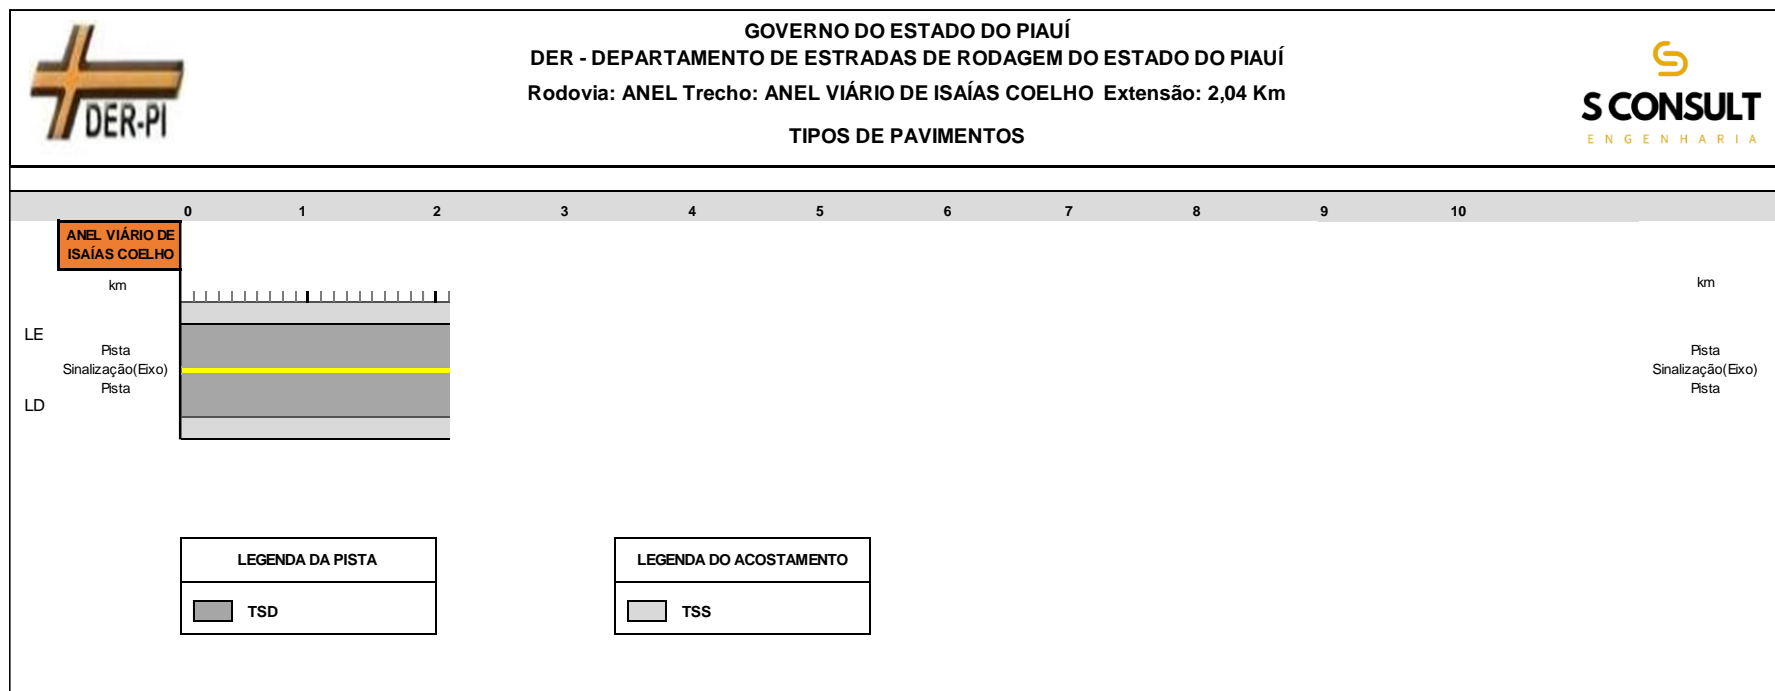 DER-PI
GOVERNO DO ESTADO DO PIAUÍ
DER - DEPARTAMENTO DE ESTRADAS DE RODAGEM DO ESTADO DO PIAUÍ
Rodovia: ANEL Trecho: ANEL VIÁRIO DE ISAÍAS COELHO Extensão: 2,04 Km
TIPOS DE PAVIMENTOS
S CONSULT
ENGENHARIA
0 1 2 3 4 5 6 7 8 9 10
ANEL VIÁRIO DE
ISAÍAS COELHO
km km
LE
Pista Pista
Sinalização(Eixo) Sinalização(Eixo)
Pista Pista
LD
LEGENDA DA PISTA LEGENDA DO ACOSTAMENTO
TSD TSS